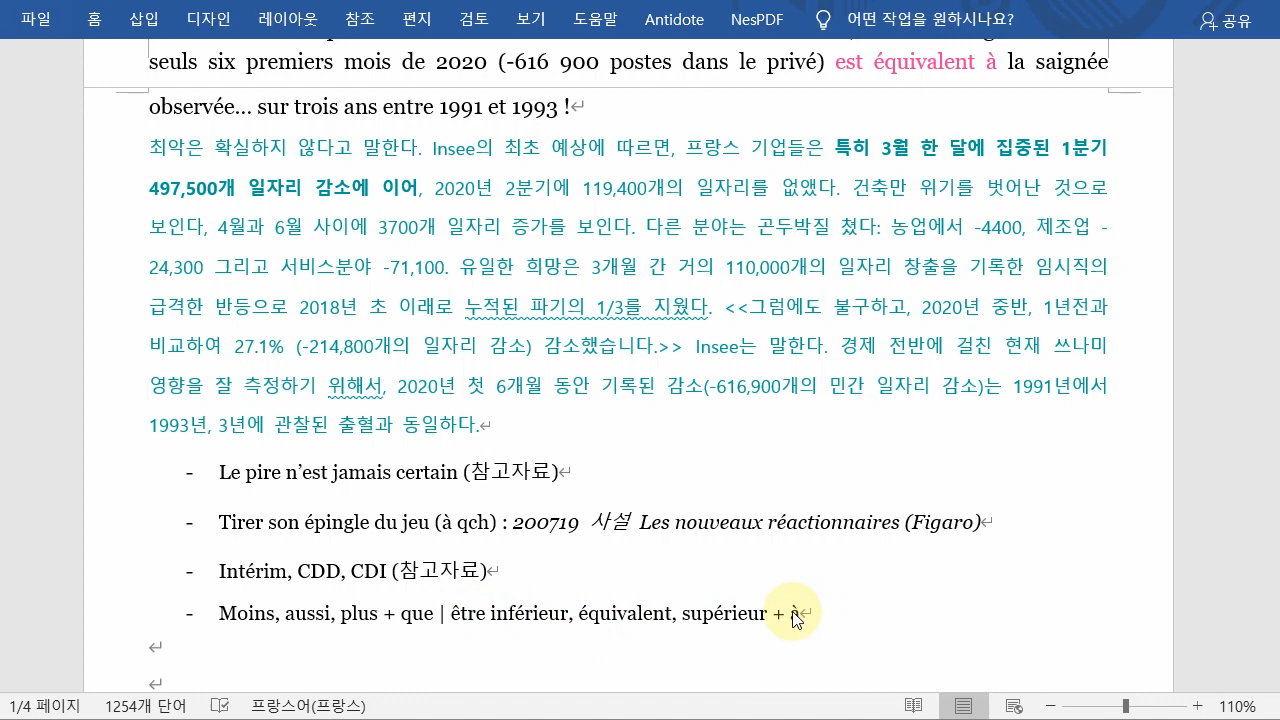 파일 홈 삽입 디자인 레이아웃 참조 편지 검토 보기 도움말 Antidote NesPDF 어떤 작업을 원하시나요? 공유
seuls six premiers mois de 2020 (-616 900 postes dans le privé) est équivalent à la saignée
observée… sur trois ans entre 1991 et 1993 !
최악은 확실하지 않다고 말한다. Insee의 최초 예상에 따르면, 프랑스 기업들은 특히 3월 한 달에 집중된 1분기
497,500개 일자리 감소에 이어, 2020년 2분기에 119,400개의 일자리를 없앴다. 건축만 위기를 벗어난 것으로
보인다, 4월과 6월 사이에 3700개 일자리 증가를 보인다. 다른 분야는 곤두박질 쳤다: 농업에서 -4400, 제조업 -
24,300 그리고 서비스분야 -71,100. 유일한 희망은 3개월 간 거의 110,000개의 일자리 창출을 기록한 임시직의
급격한 반등으로 2018년 초 이래로 누적된 파기의 1/3를 지웠다. <<그럼에도 불구하고, 2020년 중반, 1년전과
비교하여 27.1% (-214,800개의 일자리 감소) 감소했습니다.>> Insee는 말한다. 경제 전반에 걸친 현재 쓰나미
영향을 잘 측정하기 위해서, 2020년 첫 6개월 동안 기록된 감소(-616,900개의 민간 일자리 감소)는 1991년에서
1993년, 3년에 관찰된 출혈과 동일하다.
- Le pire n’est jamais certain (참고자료)
- Tirer son épingle du jeu (à qch) : 200719 사설 Les nouveaux réactionnaires (Figaro)
- Intérim, CDD, CDI (참고자료)
- Moins, aussi, plus + que | être inférieur, équivalent, supérieur + à
1/4 페이지 1254개 단어 프랑스어(프랑스) 110%